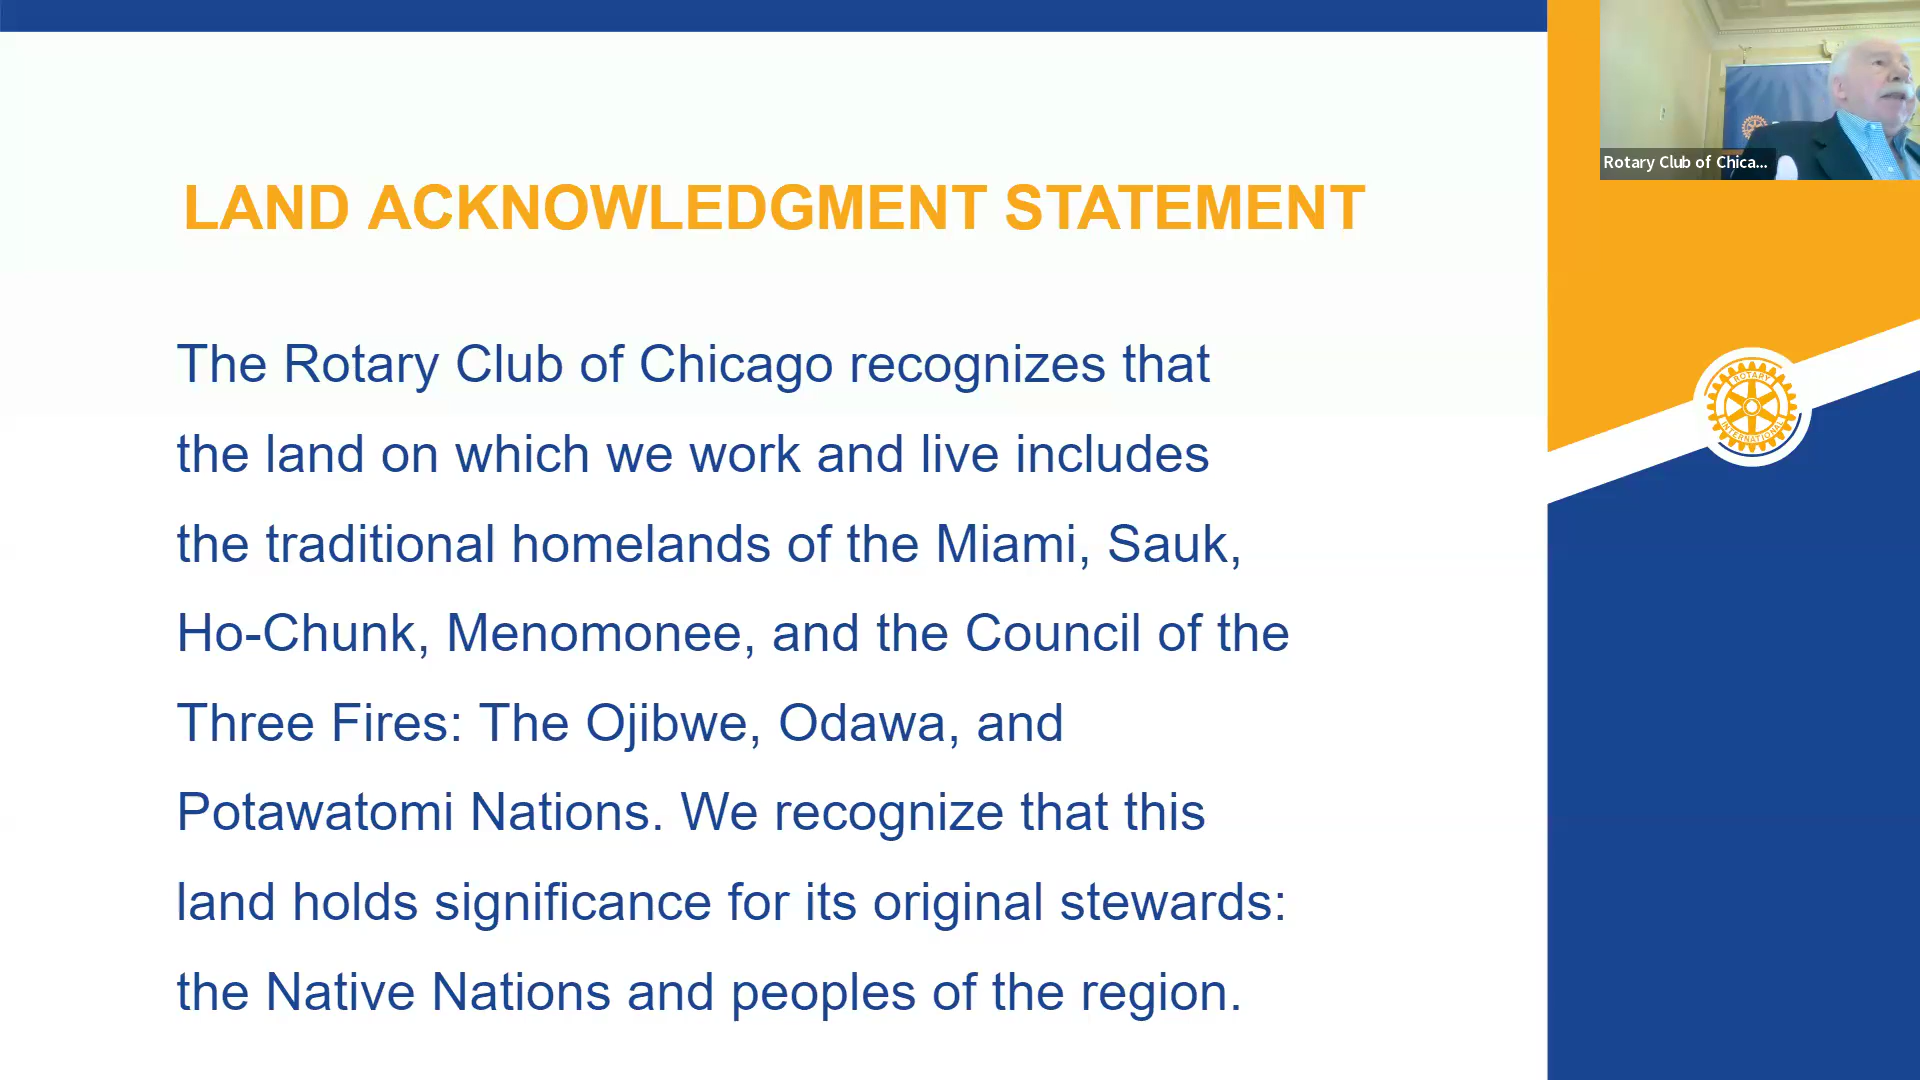 LAND ACKNOWLEDGMENT STATEMENT
The Rotary Club of Chicago recognizes that
the land on which we work and live includes
the traditional homelands of the Miami, Sauk,
Ho-Chunk, Menomonee, and the Council of the
Three Fires: The Ojibwe, Odawa, and
Potawatomi Nations. We recognize that this
land holds significance for its original stewards:
the Native Nations and peoples of the region.
Rotary Club of Chica...
ROTARY
INTERNATIONAL